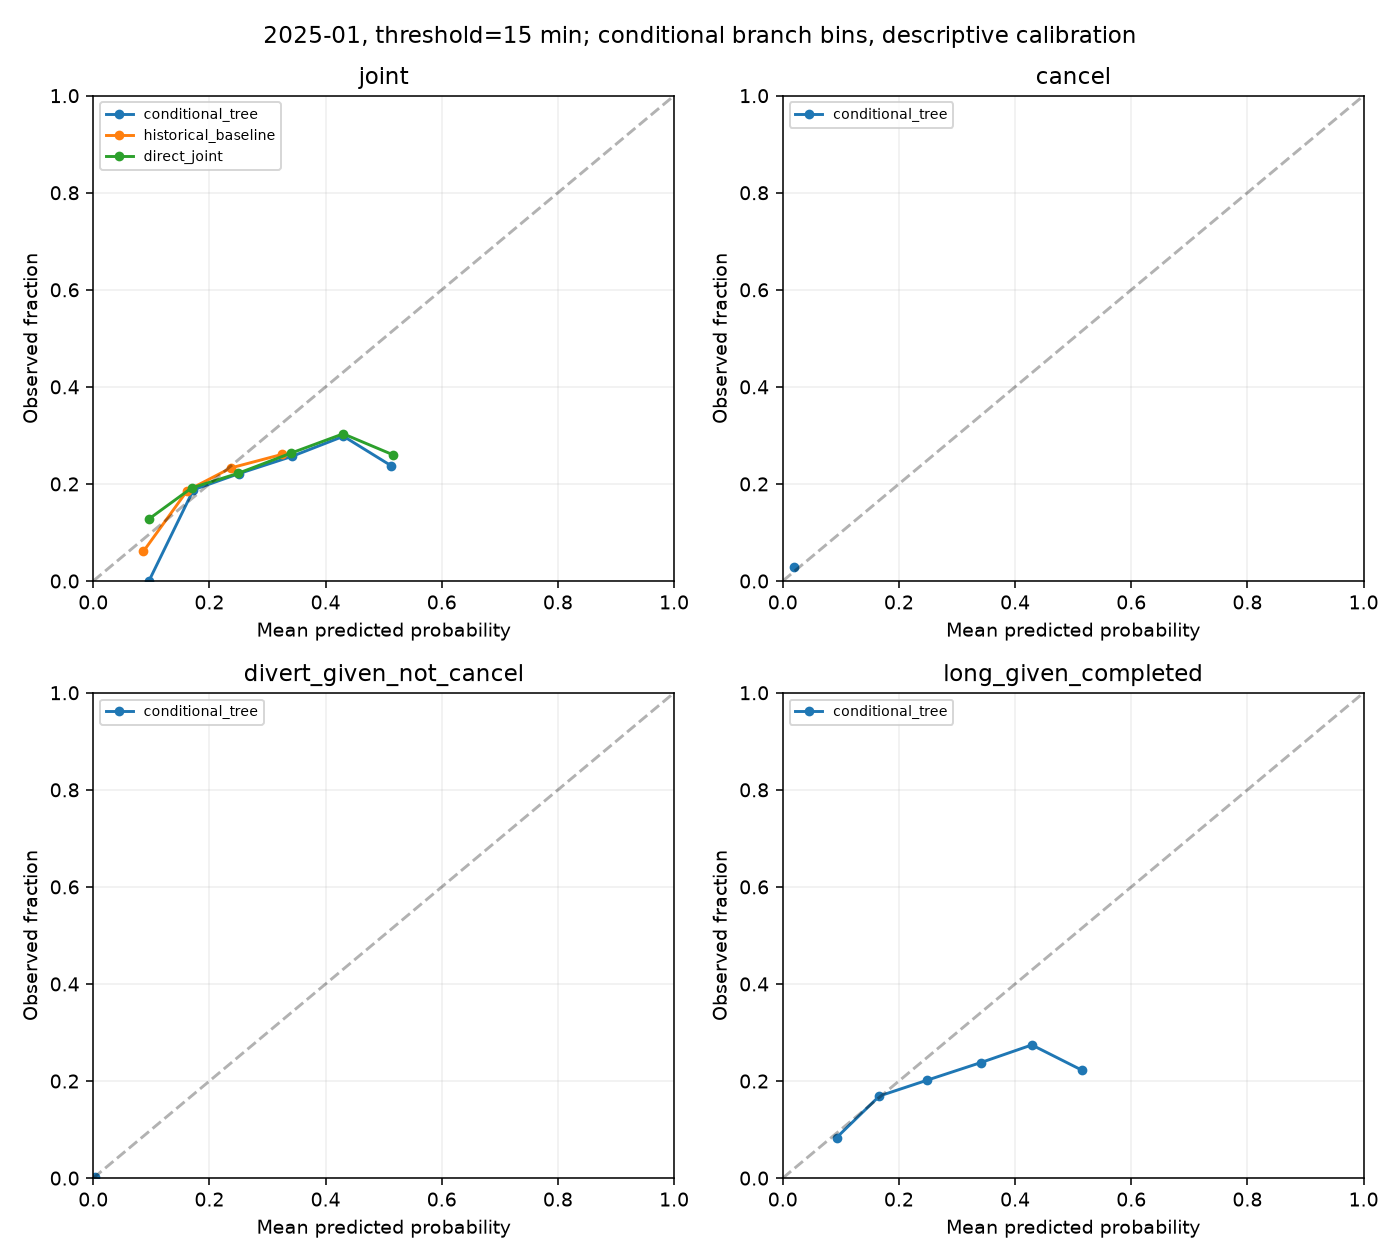 2025-01, threshold=15 min; conditional branch bins, descriptive calibration
joint
conditional_tree
historical_baseline
direct_joint
1.0
0.8
0.6
0.4
0.2
0.0
Observed fraction
0.0 0.2 0.4 0.6 0.8 1.0
Mean predicted probability
cancel
conditional_tree
1.0
0.8
0.6
0.4
0.2
0.0
Observed fraction
0.0 0.2 0.4 0.6 0.8 1.0
Mean predicted probability
divert_given_not_cancel
conditional_tree
1.0
0.8
0.6
0.4
0.2
0.0
Observed fraction
0.0 0.2 0.4 0.6 0.8 1.0
Mean predicted probability
long_given_completed
conditional_tree
1.0
0.8
0.6
0.4
0.2
0.0
Observed fraction
0.0 0.2 0.4 0.6 0.8 1.0
Mean predicted probability